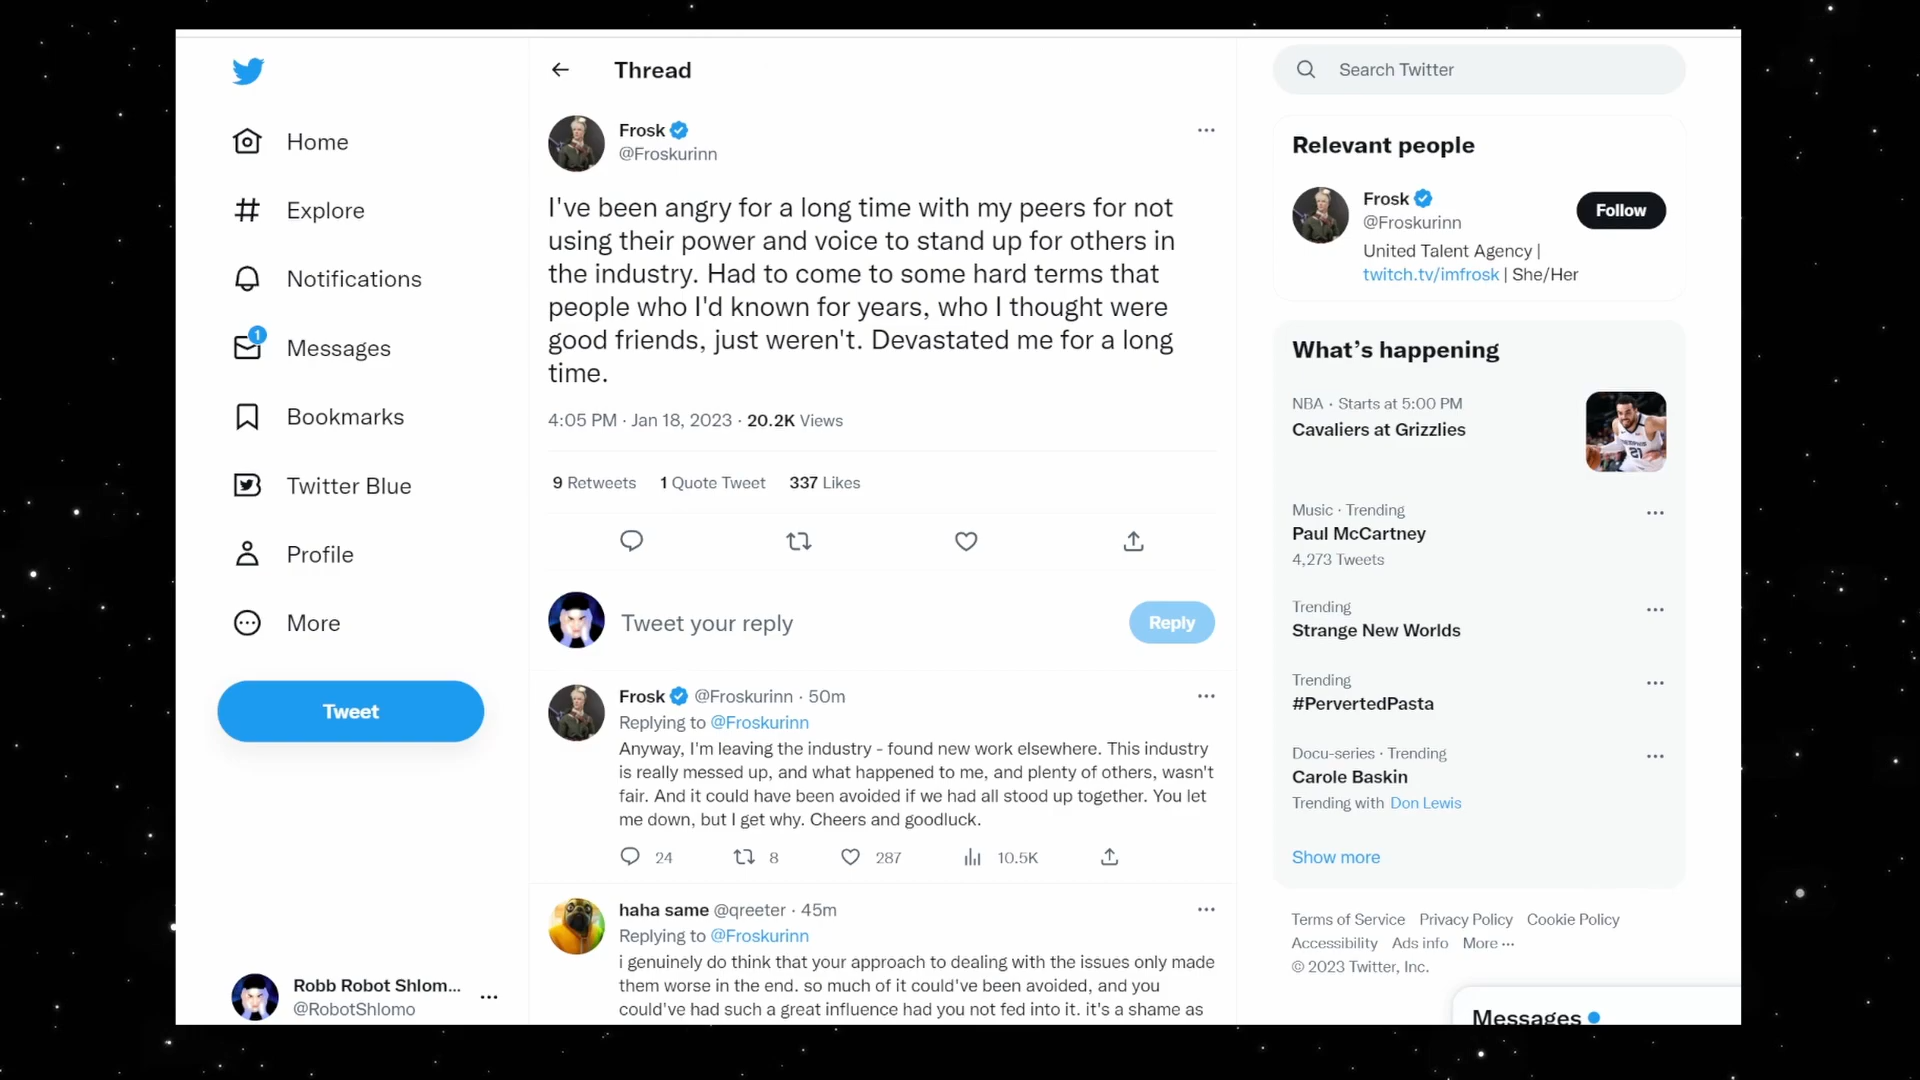 Home
Explore
Notifications
1
Messages
Bookmarks
Twitter Blue
Profile
More
Tweet
Robb Robot Shlom...
@RobotShlomo
Thread
Frosk
@Froskurinn
I've been angry for a long time with my peers for not
using their power and voice to stand up for others in
the industry. Had to come to some hard terms that
people who I'd known for years, who I thought were
good friends, just weren't. Devastated me for a long
time.
4:05 PM · Jan 18, 2023 · 20.2K Views
9 Retweets 1 Quote Tweet 337 Likes
Tweet your reply
Reply
Frosk @Froskurinn · 50m
Replying to @Froskurinn
Anyway, I'm leaving the industry - found new work elsewhere. This industry
is really messed up, and what happened to me, and plenty of others, wasn't
fair. And it could have been avoided if we had all stood up together. You let
me down, but I get why. Cheers and goodluck.
24 8 287 10.5K
haha same @qreeter · 45m
Replying to @Froskurinn
i genuinely do think that your approach to dealing with the issues only made
them worse in the end. so much of it could've been avoided, and you
could've had such a great influence had you not fed into it. it's a shame as
Search Twitter
Relevant people
Frosk
@Froskurinn
Follow
United Talent Agency |
twitch.tv/imfrosk | She/Her
What's happening
NBA · Starts at 5:00 PM
Cavaliers at Grizzlies
21
Music · Trending
Paul McCartney
4,273 Tweets
Trending
Strange New Worlds
Trending
#PervertedPasta
Docu-series · Trending
Carole Baskin
Trending with Don Lewis
Show more
Terms of Service Privacy Policy Cookie Policy
Accessibility Ads info More ···
© 2023 Twitter, Inc.
Messages